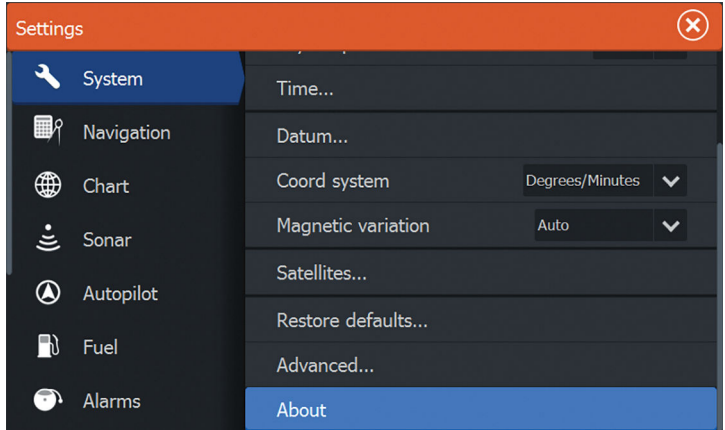 Settings
System
Navigation
Chart
Sonar
Autopilot
Fuel
Alarms
Time...
Datum...
Coord system Degrees/Minutes
Magnetic variation Auto
Satellites...
Restore defaults...
Advanced...
About